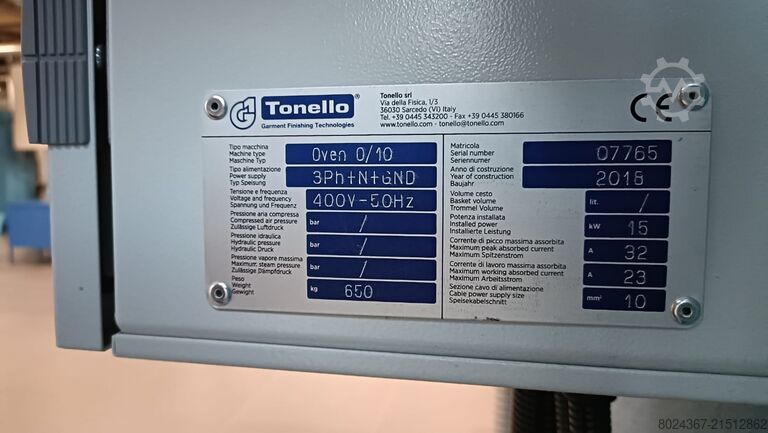 Tonello®
Garment Finishing Technologies
Tonello srl
Via della Fisica, 1/3
36030 Sarcedo (VI) Italy
Tel. +39 0445 343200 - Fax +39 0445 380166
www.tonello.com - tonello@tonello.com
CE
Tipo macchina
Machine type
Maschine Typ
Oven 0/10
Tipo alimentazione
Power supply
Typ Speisung
3Ph+N+GND
Tensione e frequenza
Voltage and frequency
Spannung und Frequenz
400V-50Hz
Pressione aria compressa
Compressed air pressure
Zulässige Luftdruck
bar /
Pressione idraulica
Hydraulic pressure
Hydraulic Druck
bar /
Pressione vapore massima
Maximum steam pressure
Zulässige Dämpfdruck
bar /
Peso
Weight
Gewight
kg 650
Matricola
Serial number
Seriennumer
07765
Anno di costruzione
Year of construction
Baujahr
2018
Volume cesto
Basket volume
Trommel Volume
lit. /
Potenza installata
Installed power
Installierte Leistung
kW 15
Corrente di picco massima assorbita
Maximum peak absorbed current
Maximum Spitzenstrom
A 32
Corrente di lavoro massima assorbita
Maximum working absorbed current
Maximum Arbeitsstrom
A 23
Sezione cavo di alimentazione
Cable power supply size
Speisekabelschnitt
mm² 10
8024367-21512862